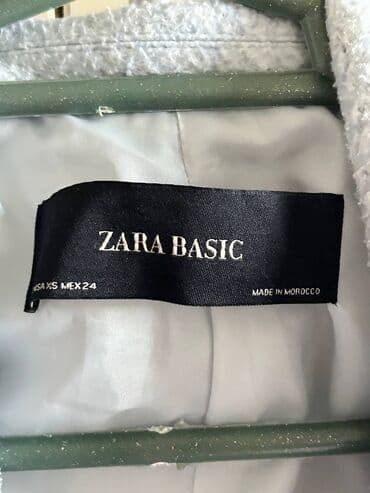 ZARA BASIC
USA XS MEX 24
MADE IN MOROCCO